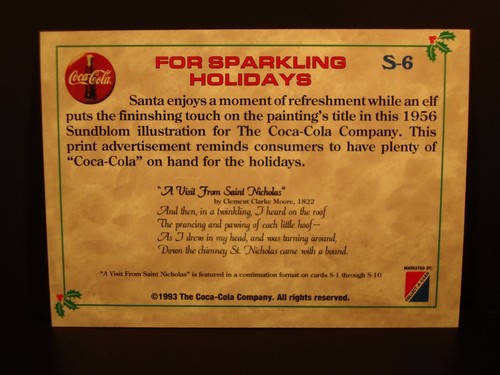 Coca-Cola
FOR SPARKLING
HOLIDAYS
S-6
Santa enjoys a moment of refreshment while an elf
puts the fininshing touch on the painting's title in this 1956
Sundblom illustration for The Coca-Cola Company. This
print advertisement reminds consumers to have plenty of
"Coca-Cola" on hand for the holidays.
"A Visit From Saint Nicholas"
by Clement Clarke Moore, 1822
And then, in a twinkling, I heard on the roof
The prancing and pawing of each little hoof—
As I drew in my head, and was turning around,
Down the chimney St. Nicholas came with a bound.
"A Visit From Saint Nicholas" is featured in a continuation format on cards S-1 through S-10
MARKETED BY:
©1993 The Coca-Cola Company. All rights reserved.